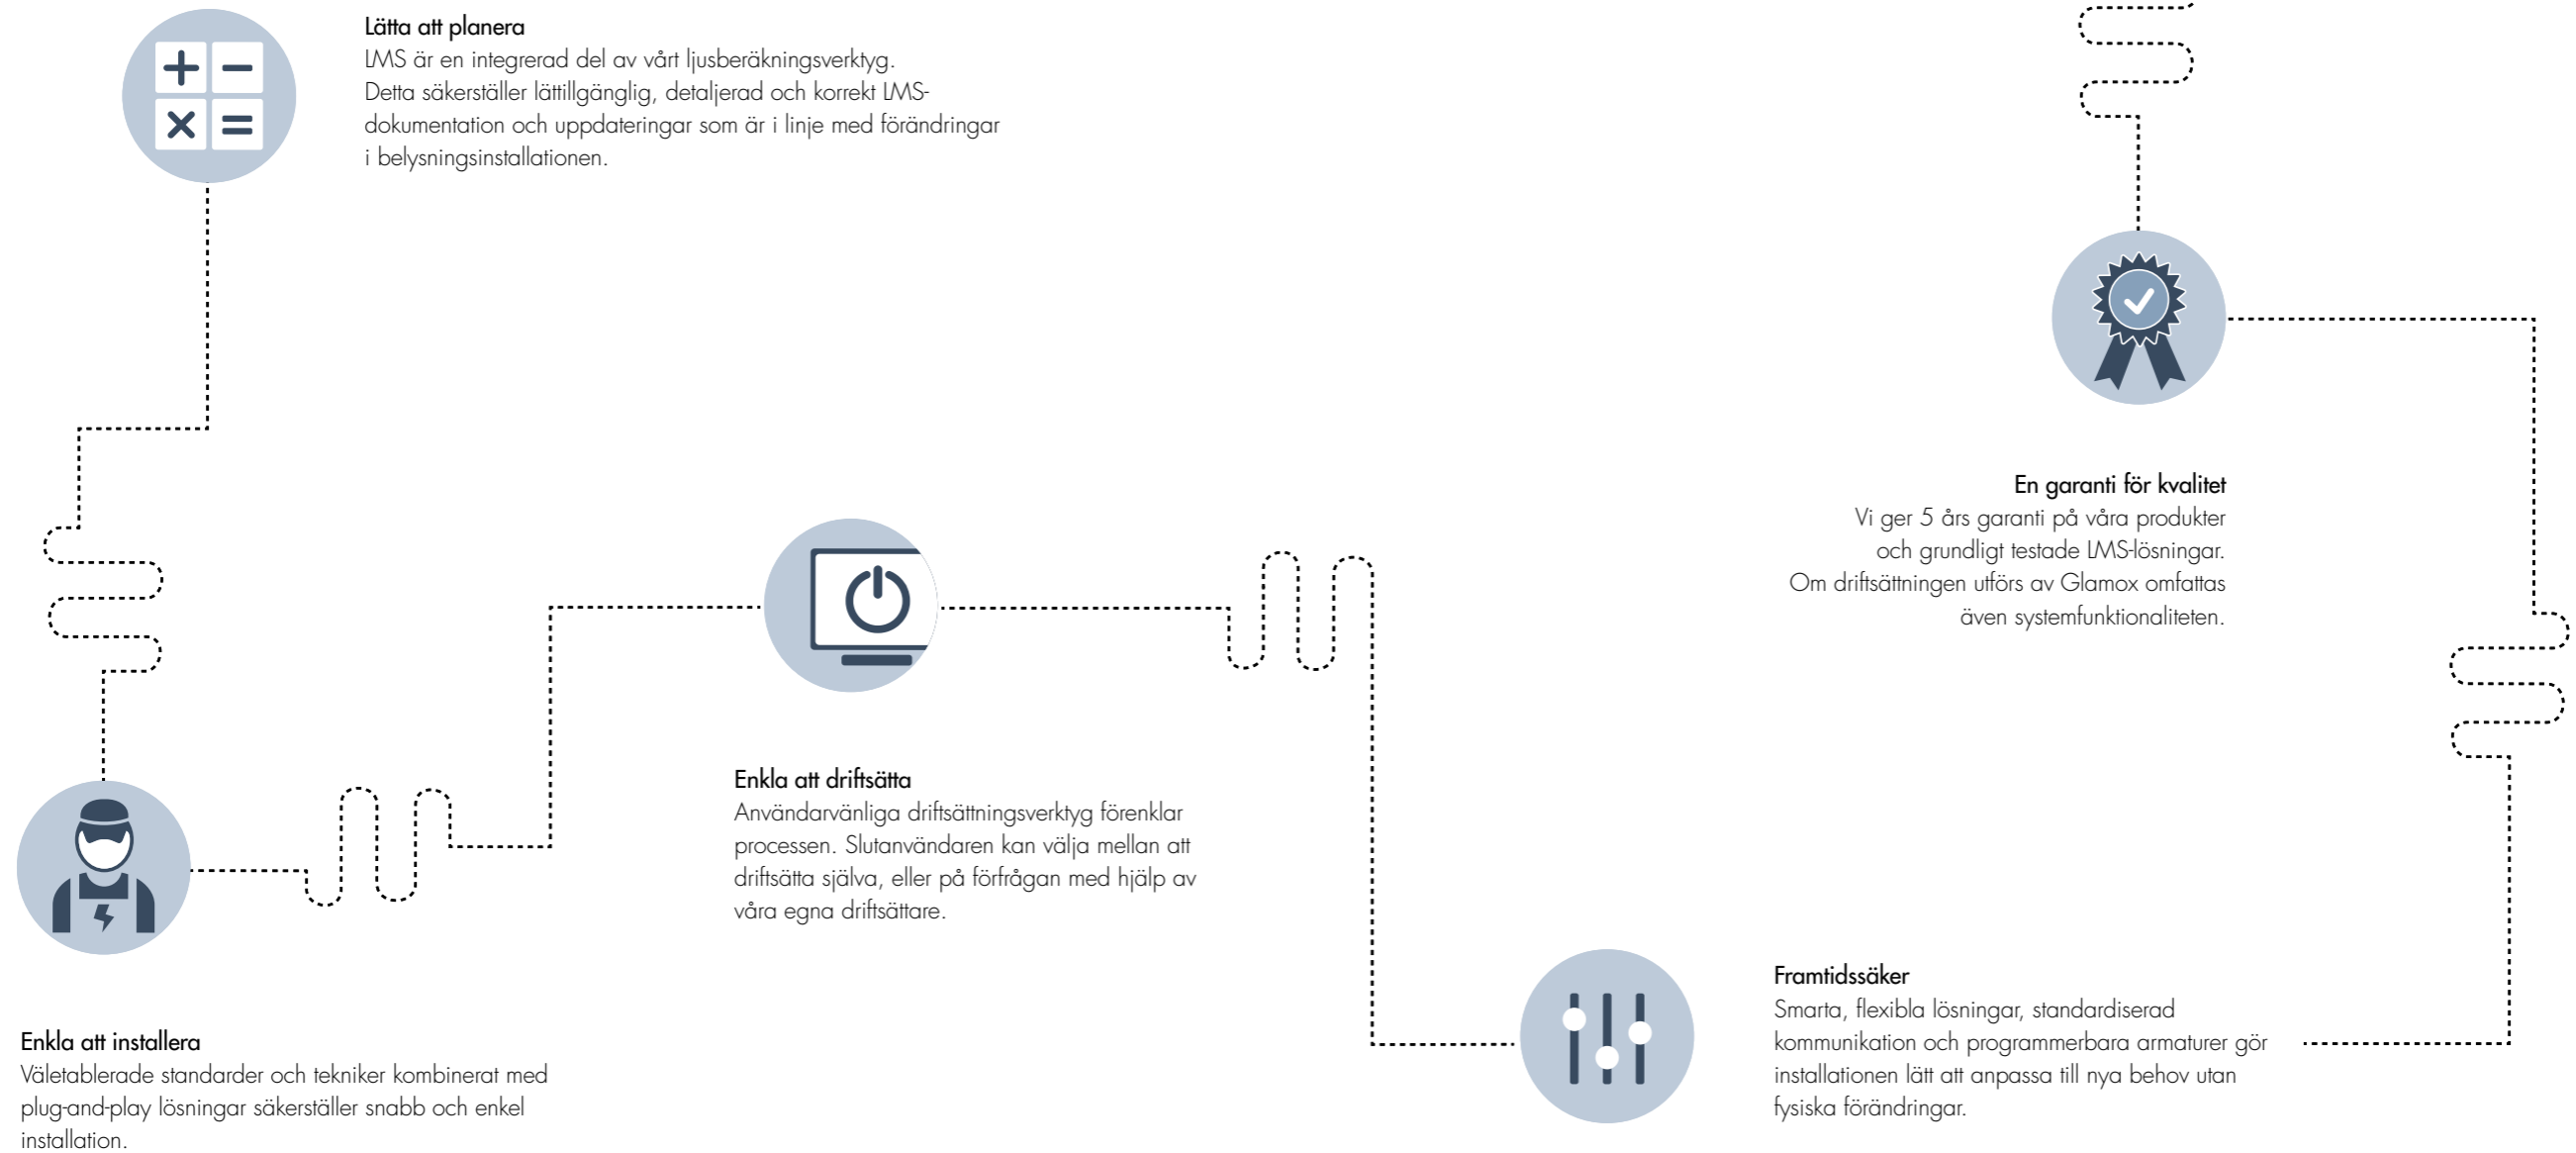 Lätta att planera
LMS är en integrerad del av vårt ljusberäkningsverktyg.
Detta säkerställer lättillgänglig, detaljerad och korrekt LMS-
dokumentation och uppdateringar som är i linje med förändringar
i belysningsinstallationen.
Enkla att installera
Väletablerade standarder och tekniker kombinerat med
plug-and-play lösningar säkerställer snabb och enkel
installation.
Enkla att driftsätta
Användarvänliga driftsättningsverktyg förenklar
processen. Slutanvändaren kan välja mellan att
driftsätta själva, eller på förfrågan med hjälp av
våra egna driftsättare.
Framtidssäker
Smarta, flexibla lösningar, standardiserad
kommunikation och programmerbara armaturer gör
installationen lätt att anpassa till nya behov utan
fysiska förändringar.
En garanti för kvalitet
Vi ger 5 års garanti på våra produkter
och grundligt testade LMS-lösningar.
Om driftsättningen utförs av Glamox omfattas
även systemfunktionaliteten.